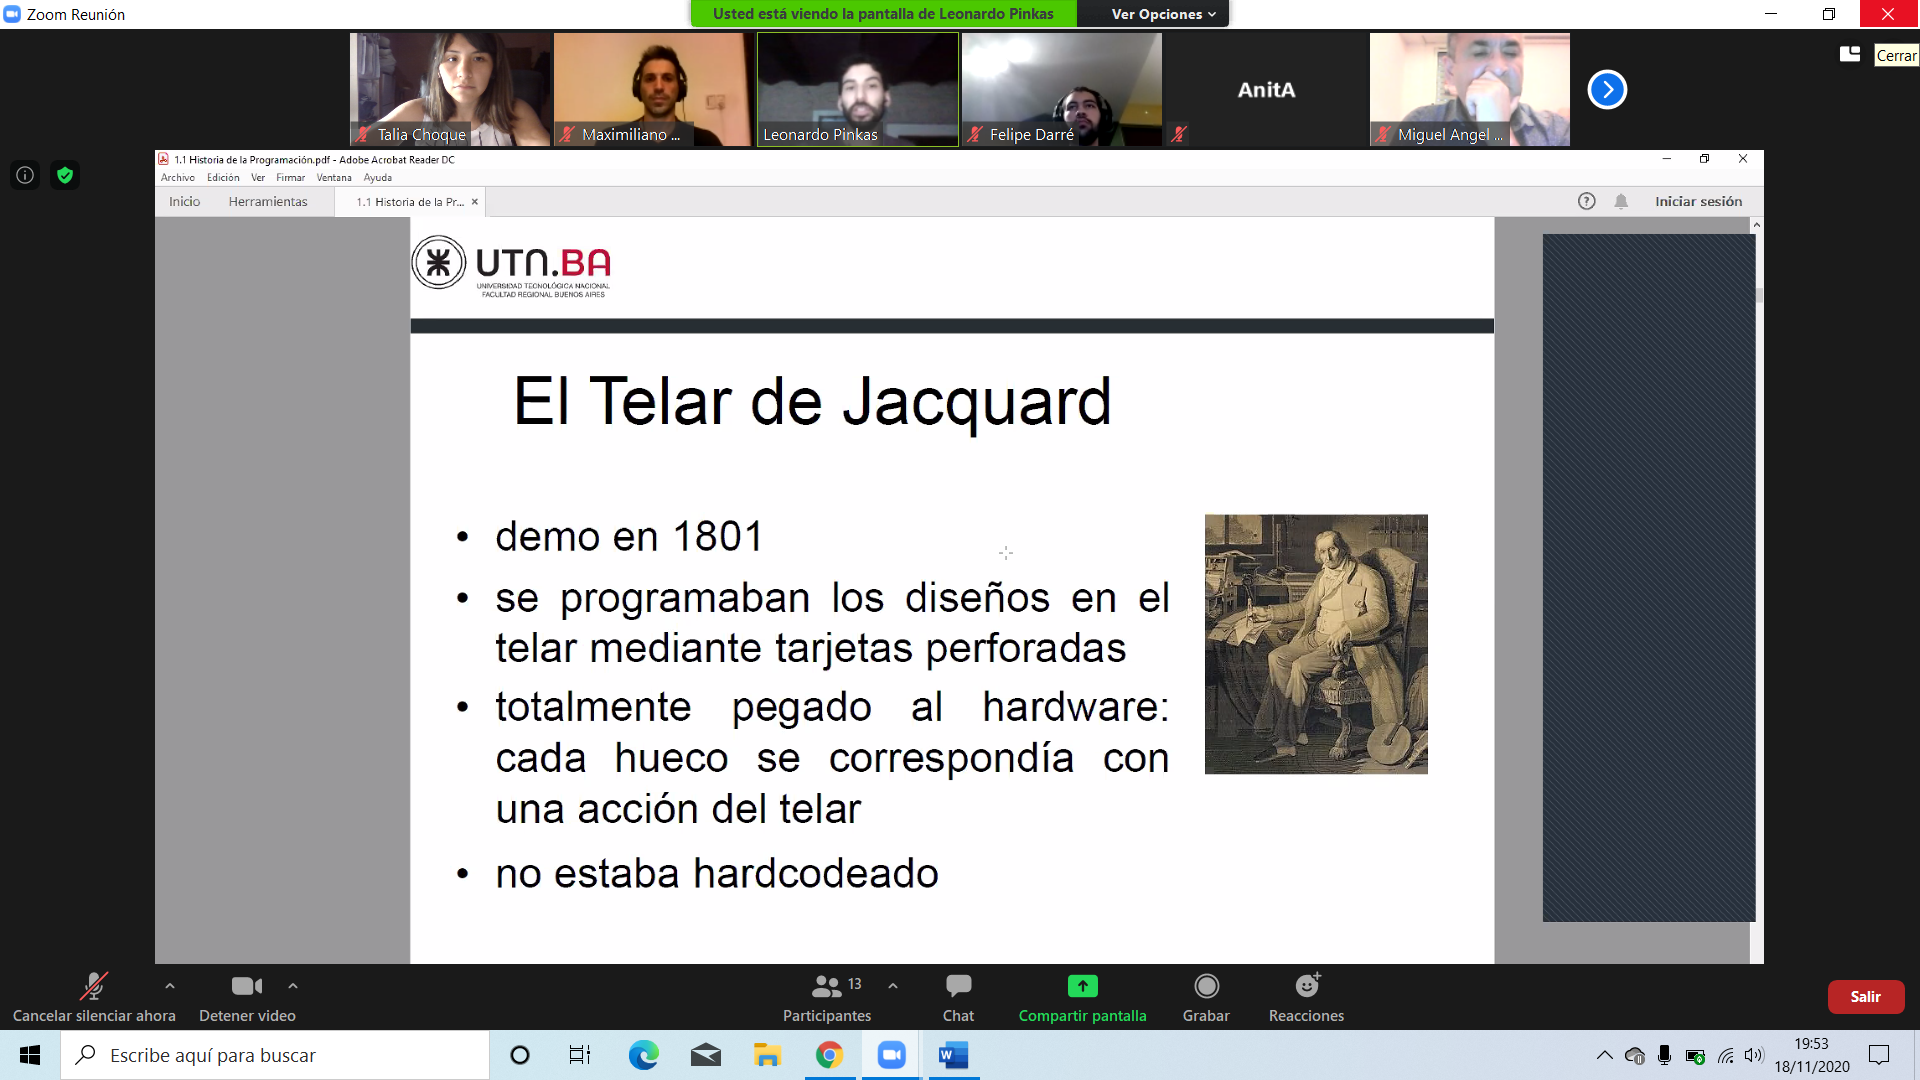 Zoom Reunión
Usted está viendo la pantalla de Leonardo Pinkas
Ver Opciones
Cerrar
Talia Choque
Maximiliano ...
Leonardo Pinkas
Felipe Darré
AnitA
Miguel Angel ...
1.1 Historia de la Programación.pdf - Adobe Acrobat Reader DC
Archivo Edición Ver Firmar Ventana Ayuda
Inicio Herramientas 1.1 Historia de la Pr... × Iniciar sesión
UTN.BA
UNIVERSIDAD TECNOLÓGICA NACIONAL
FACULTAD REGIONAL BUENOS AIRES
El Telar de Jacquard
• demo en 1801
• se programaban los diseños en el
telar mediante tarjetas perforadas
• totalmente pegado al hardware:
cada hueco se correspondía con
una acción del telar
• no estaba hardcodeado
Cancelar silenciar ahora
Detener video
13
Participantes
Chat
Compartir pantalla
Grabar
Reacciones
Salir
Escribe aquí para buscar
19:53
18/11/2020